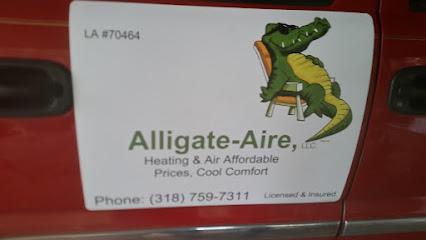 LA #70464
Alligate-Aire, LLC
Heating & Air Affordable
Prices, Cool Comfort
Phone: (318) 759-7311 Licensed & Insured